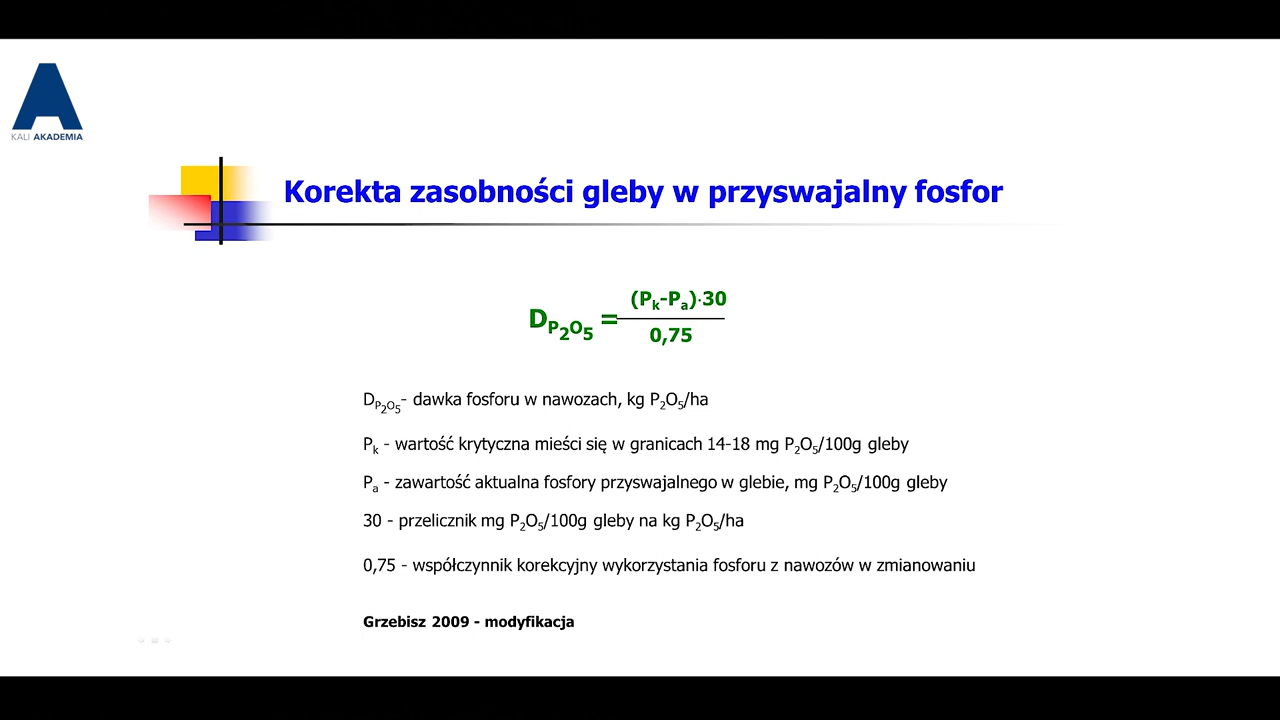 KALI AKADEMIA
Korekta zasobności gleby w przyswajalny fosfor
(Pk-Pa)·30
DP2O5 =
0,75
DP2O5- dawka fosforu w nawozach, kg P2O5/ha
Pk - wartość krytyczna mieści się w granicach 14-18 mg P2O5/100g gleby
Pa - zawartość aktualna fosfory przyswajalnego w glebie, mg P2O5/100g gleby
30 - przelicznik mg P2O5/100g gleby na kg P2O5/ha
0,75 - współczynnik korekcyjny wykorzystania fosforu z nawozów w zmianowaniu
Grzebisz 2009 - modyfikacja